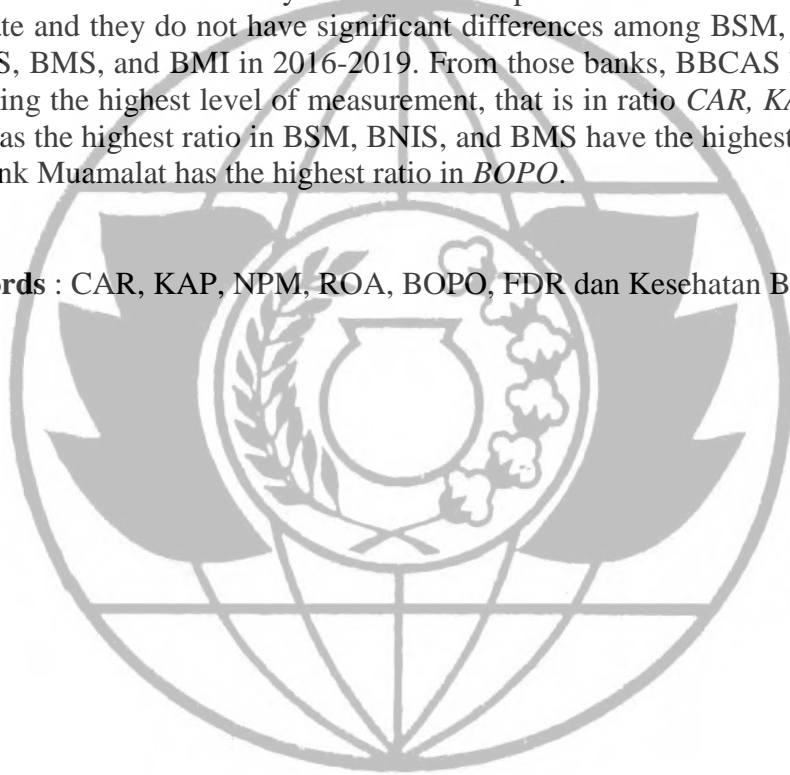 ate and they do not have significant differences among BSM,
S, BMS, and BMI in 2016-2019. From those banks, BBCAS
ing the highest level of measurement, that is in ratio CAR,
as the highest ratio in BSM, BNIS, and BMS have the highest
nk Muamalat has the highest ratio in BOPO.
rds : CAR, KAP, NPM, ROA, BOPO, FDR dan Kesehatan B